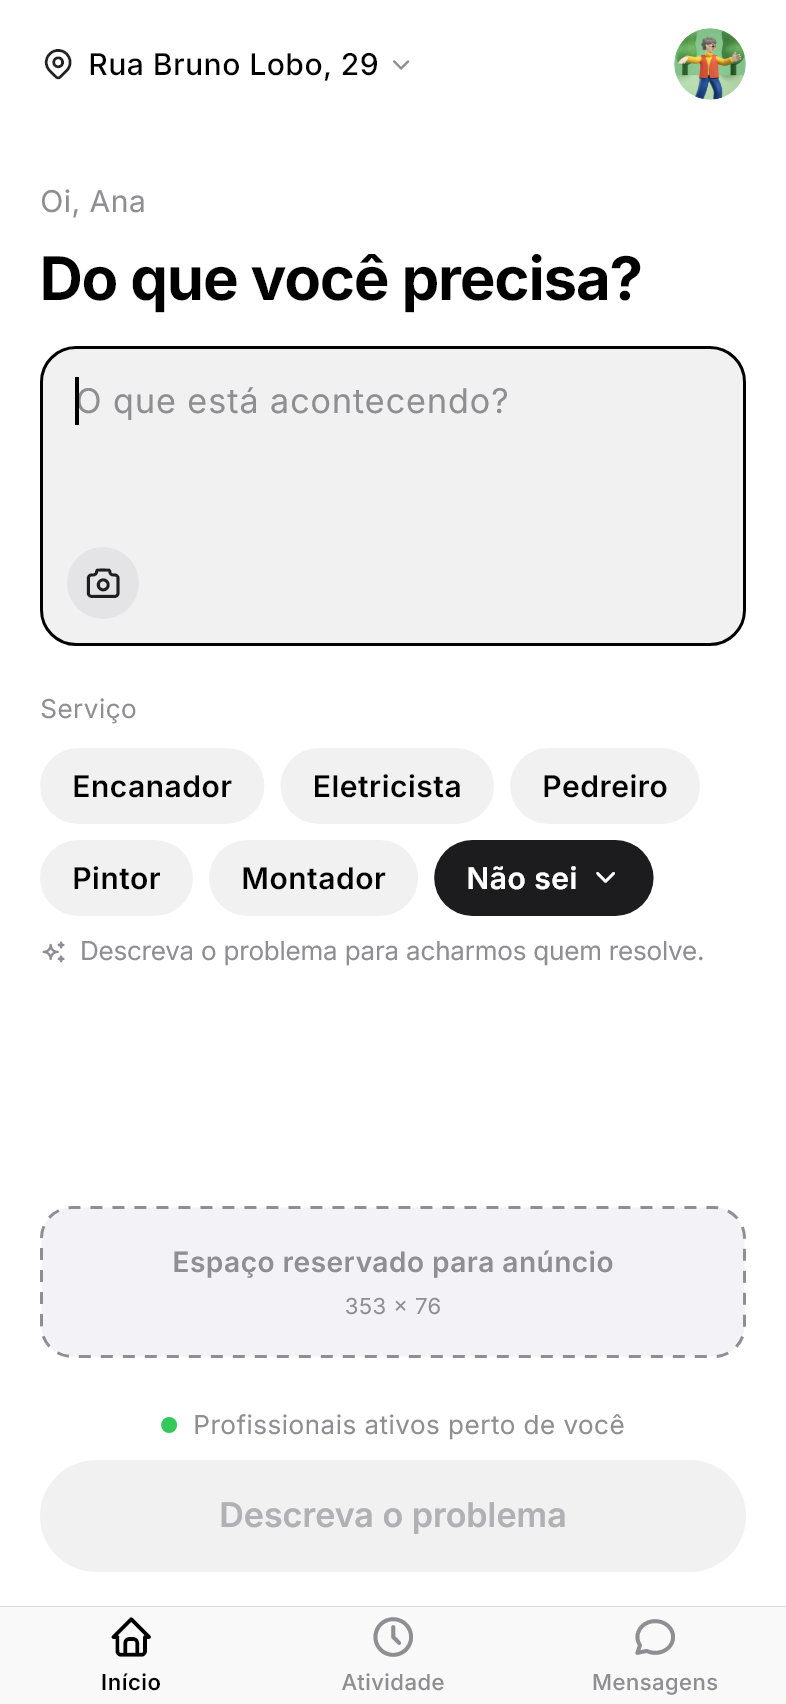 Rua Bruno Lobo, 29
Oi, Ana
Do que você precisa?
O que está acontecendo?
Serviço
Encanador
Eletricista
Pedreiro
Pintor
Montador
Não sei
Descreva o problema para acharmos quem resolve.
Espaço reservado para anúncio
353 × 76
Profissionais ativos perto de você
Descreva o problema
Início
Atividade
Mensagens